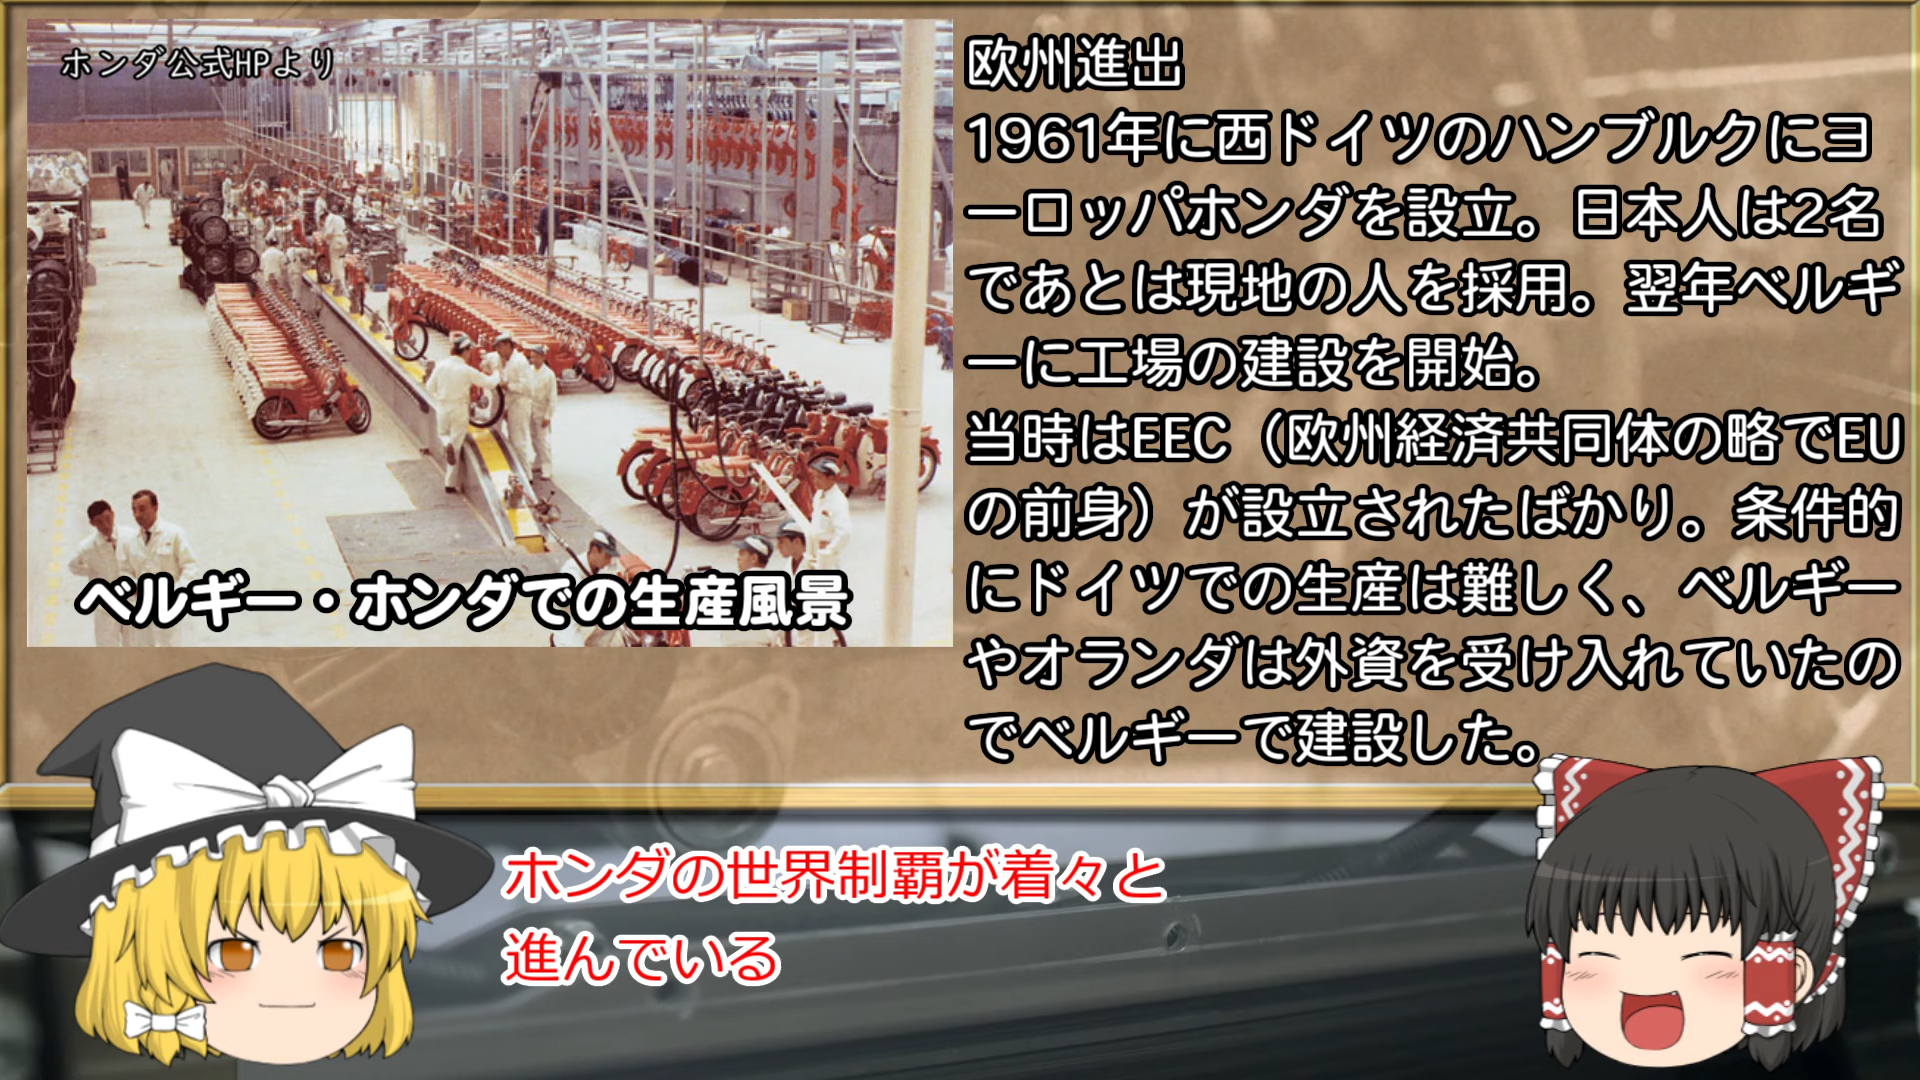 ホンダ公式HPより
ベルギー・ホンダでの生産風景
欧州進出
1961年に西ドイツのハンブルクにヨ
ーロッパホンダを設立。日本人は2名
であとは現地の人を採用。翌年ベルギ
ーに工場の建設を開始。
当時はEEC（欧州経済共同体の略でEU
の前身）が設立されたばかり。条件的
にドイツでの生産は難しく、ベルギー
やオランダは外資を受け入れていたの
でベルギーで建設した。
ホンダの世界制覇が着々と
進んでいる